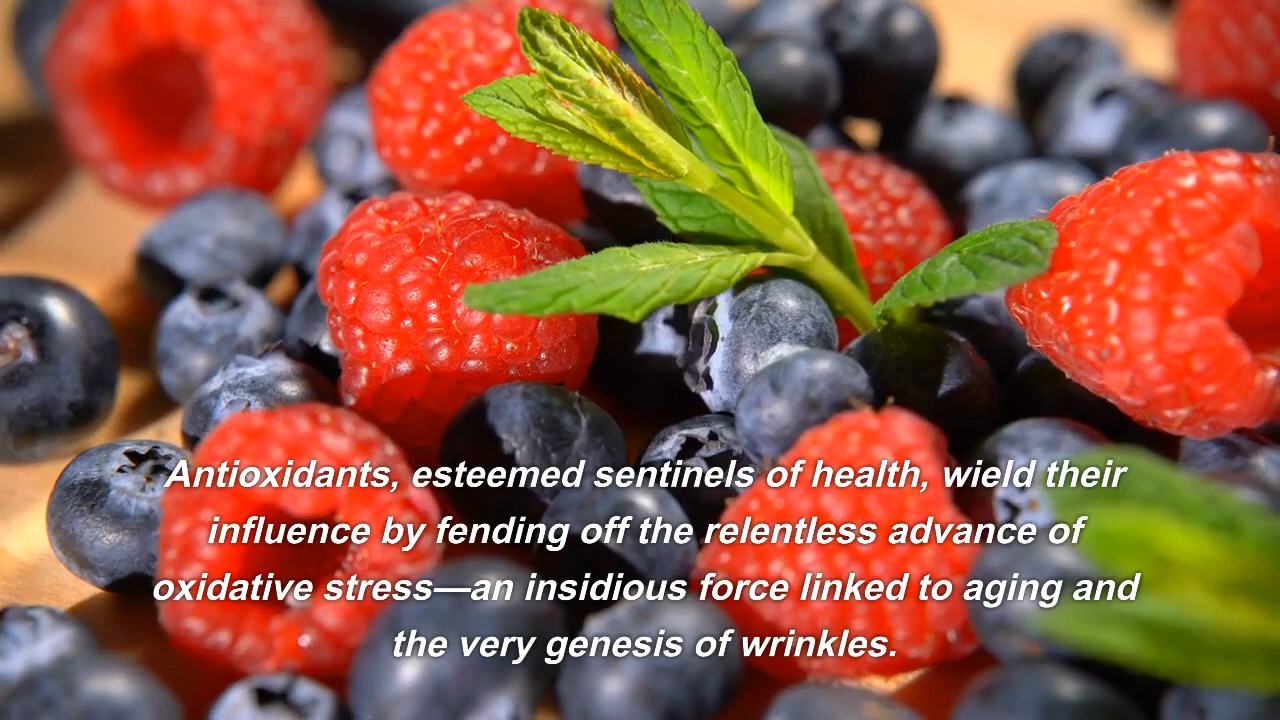 Antioxidants, esteemed sentinels of health, wield their
influence by fending off the relentless advance of
oxidative stress—an insidious force linked to aging and
the very genesis of wrinkles.